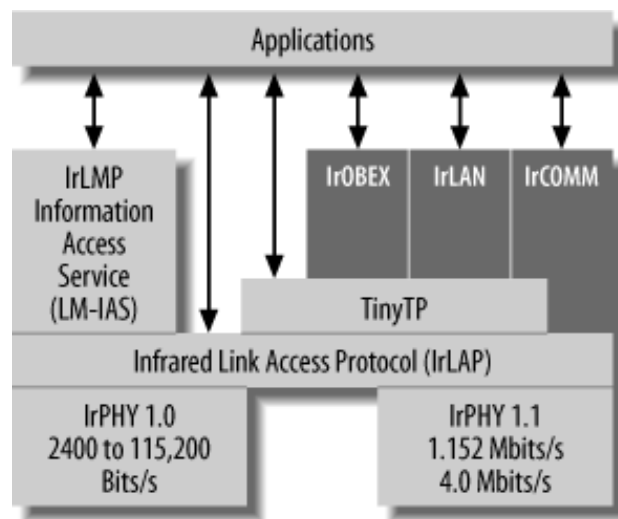 Applications
IrLMP
Information
Access
Service
(LM-IAS)
IrOBEX
IrLAN
IrCOMM
TinyTP
Infrared Link Access Protocol (IrLAP)
IrPHY 1.0
2400 to 115,200
Bits/s
IrPHY 1.1
1.152 Mbits/s
4.0 Mbits/s